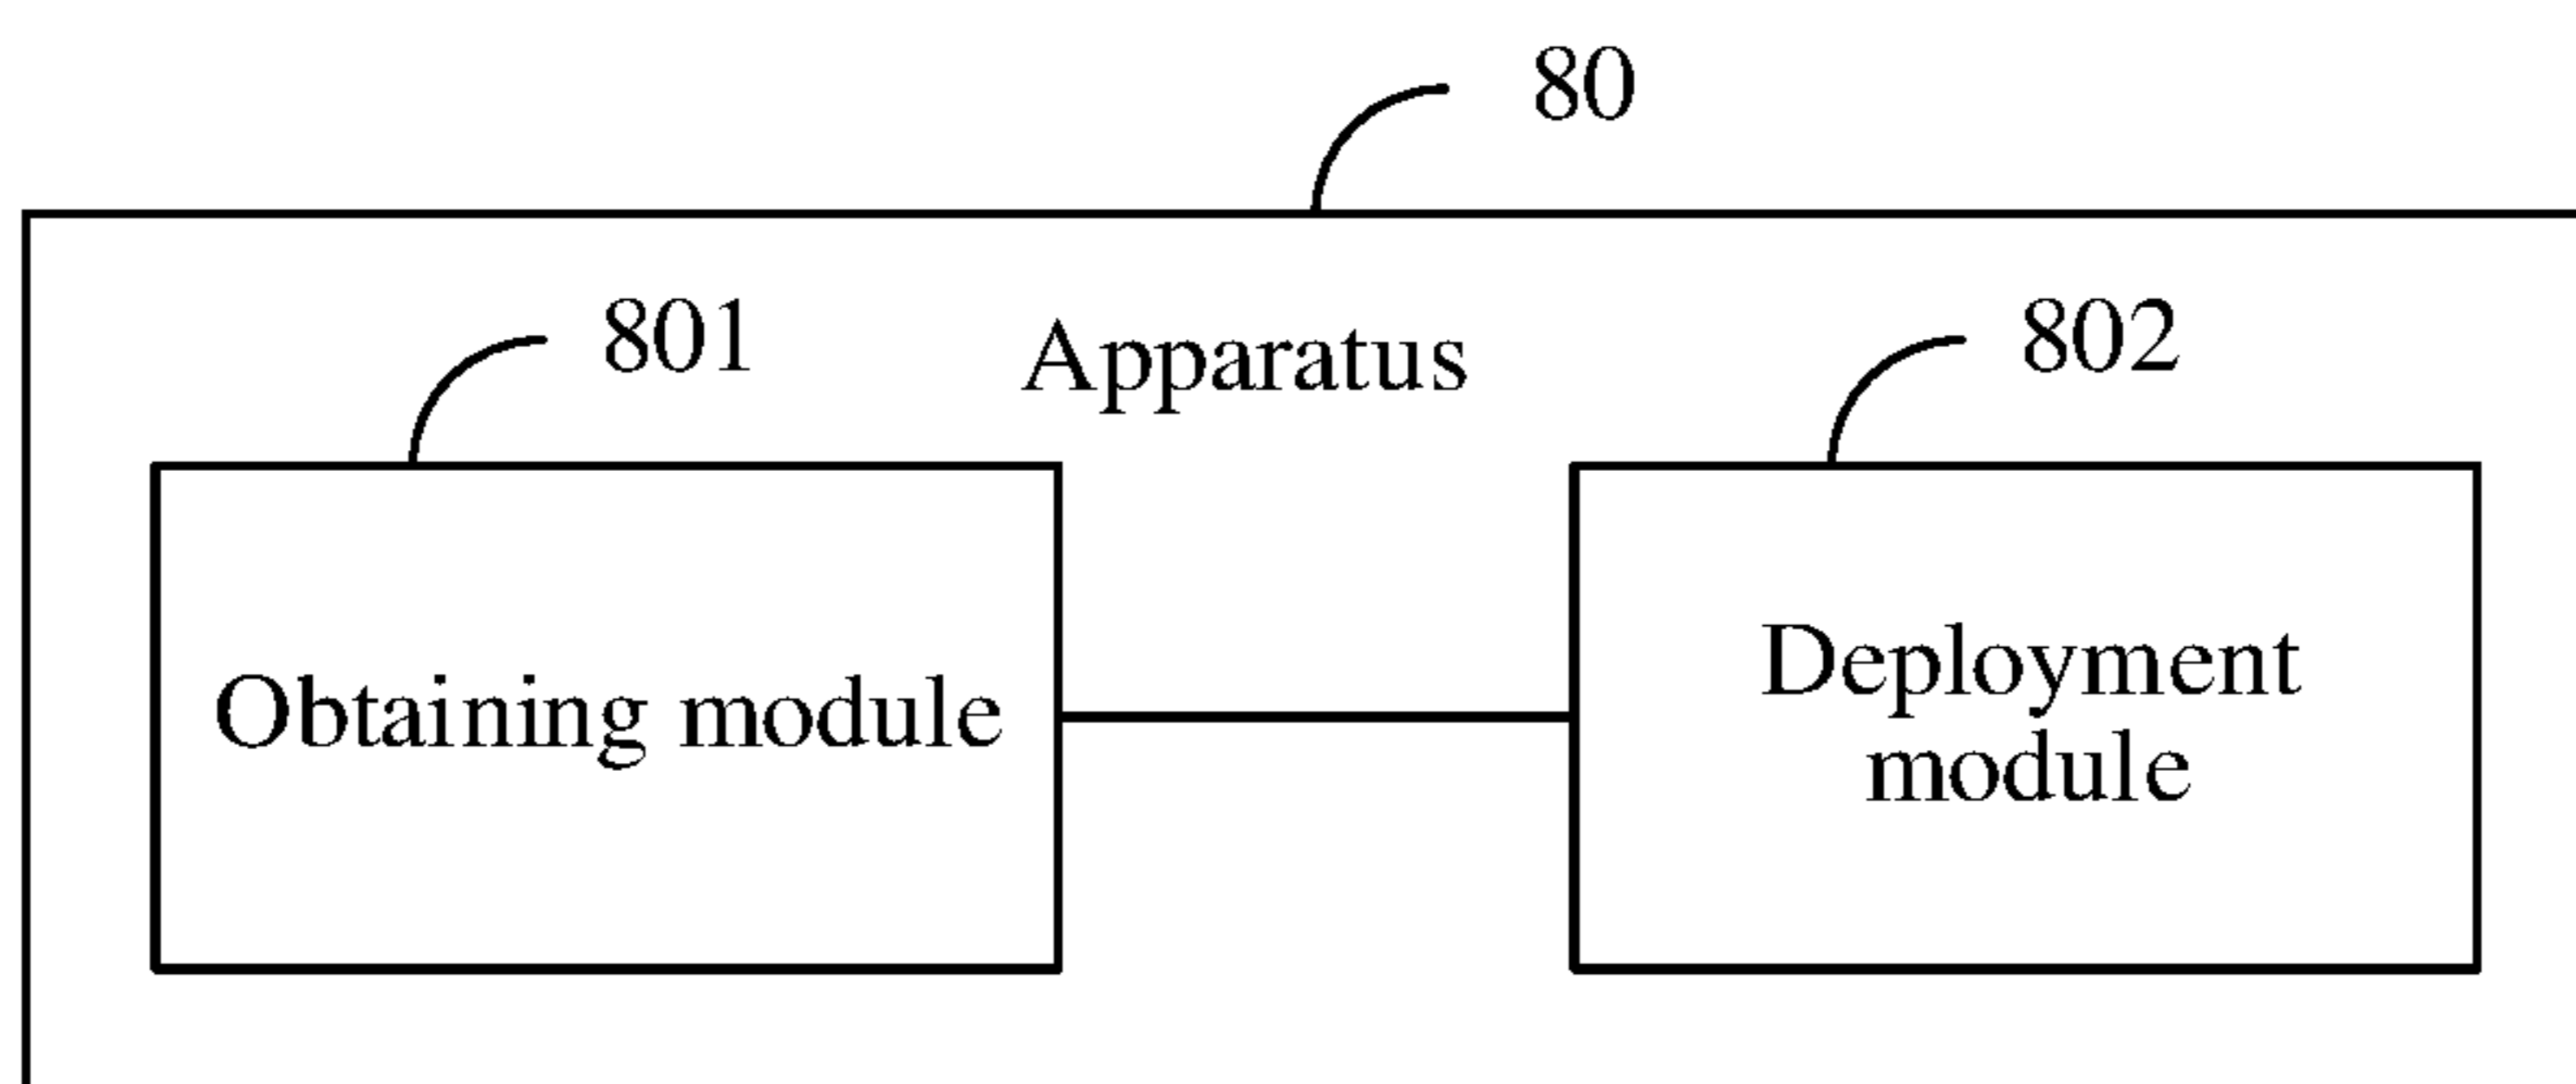 80
801
Apparatus
802
Obtaining module
Deployment
module